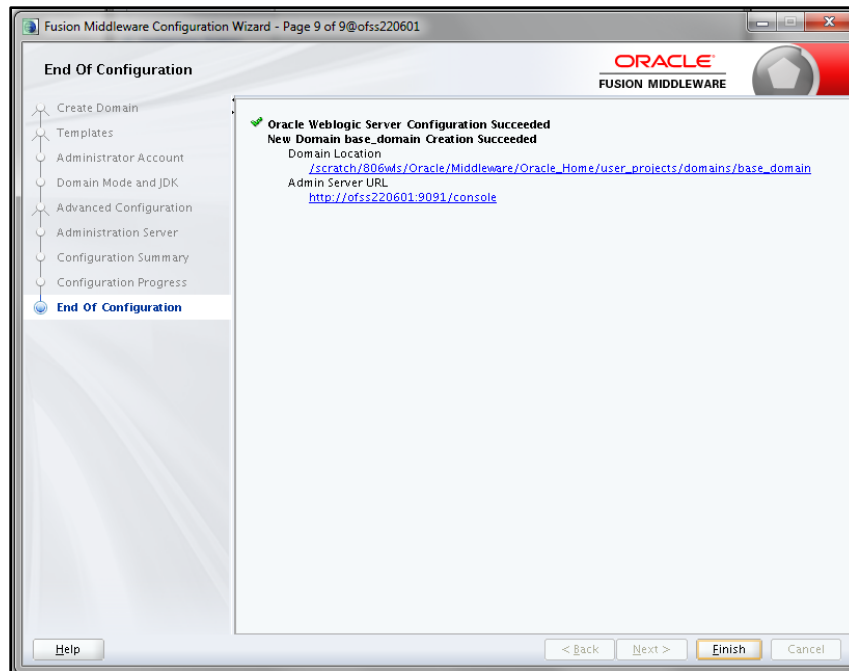 Fusion Middleware Configuration Wizard - Page 9 of 9@ofss220601
End Of Configuration
ORACLE
FUSION MIDDLEWARE
Create Domain
Templates
Administrator Account
Domain Mode and JDK
Advanced Configuration
Administration Server
Configuration Summary
Configuration Progress
End Of Configuration
Oracle Weblogic Server Configuration Succeeded
New Domain base_domain Creation Succeeded
Domain Location
/scratch/806wls/Oracle/Middleware/Oracle_Home/user_projects/domains/base_domain
Admin Server URL
http://ofss220601:9091/console
Help
< Back
Next >
Finish
Cancel